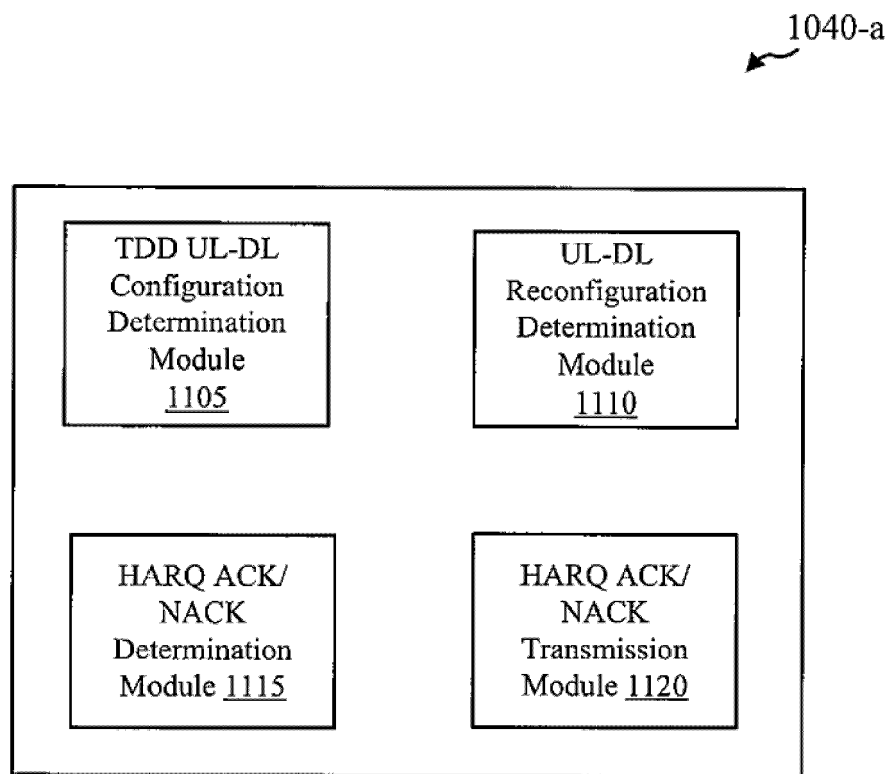 1040-a
TDD UL-DL
Configuration
Determination
Module
1105
UL-DL
Reconfiguration
Determination
Module
1110
HARQ ACK/
NACK
Determination
Module 1115
HARQ ACK/
NACK
Transmission
Module 1120